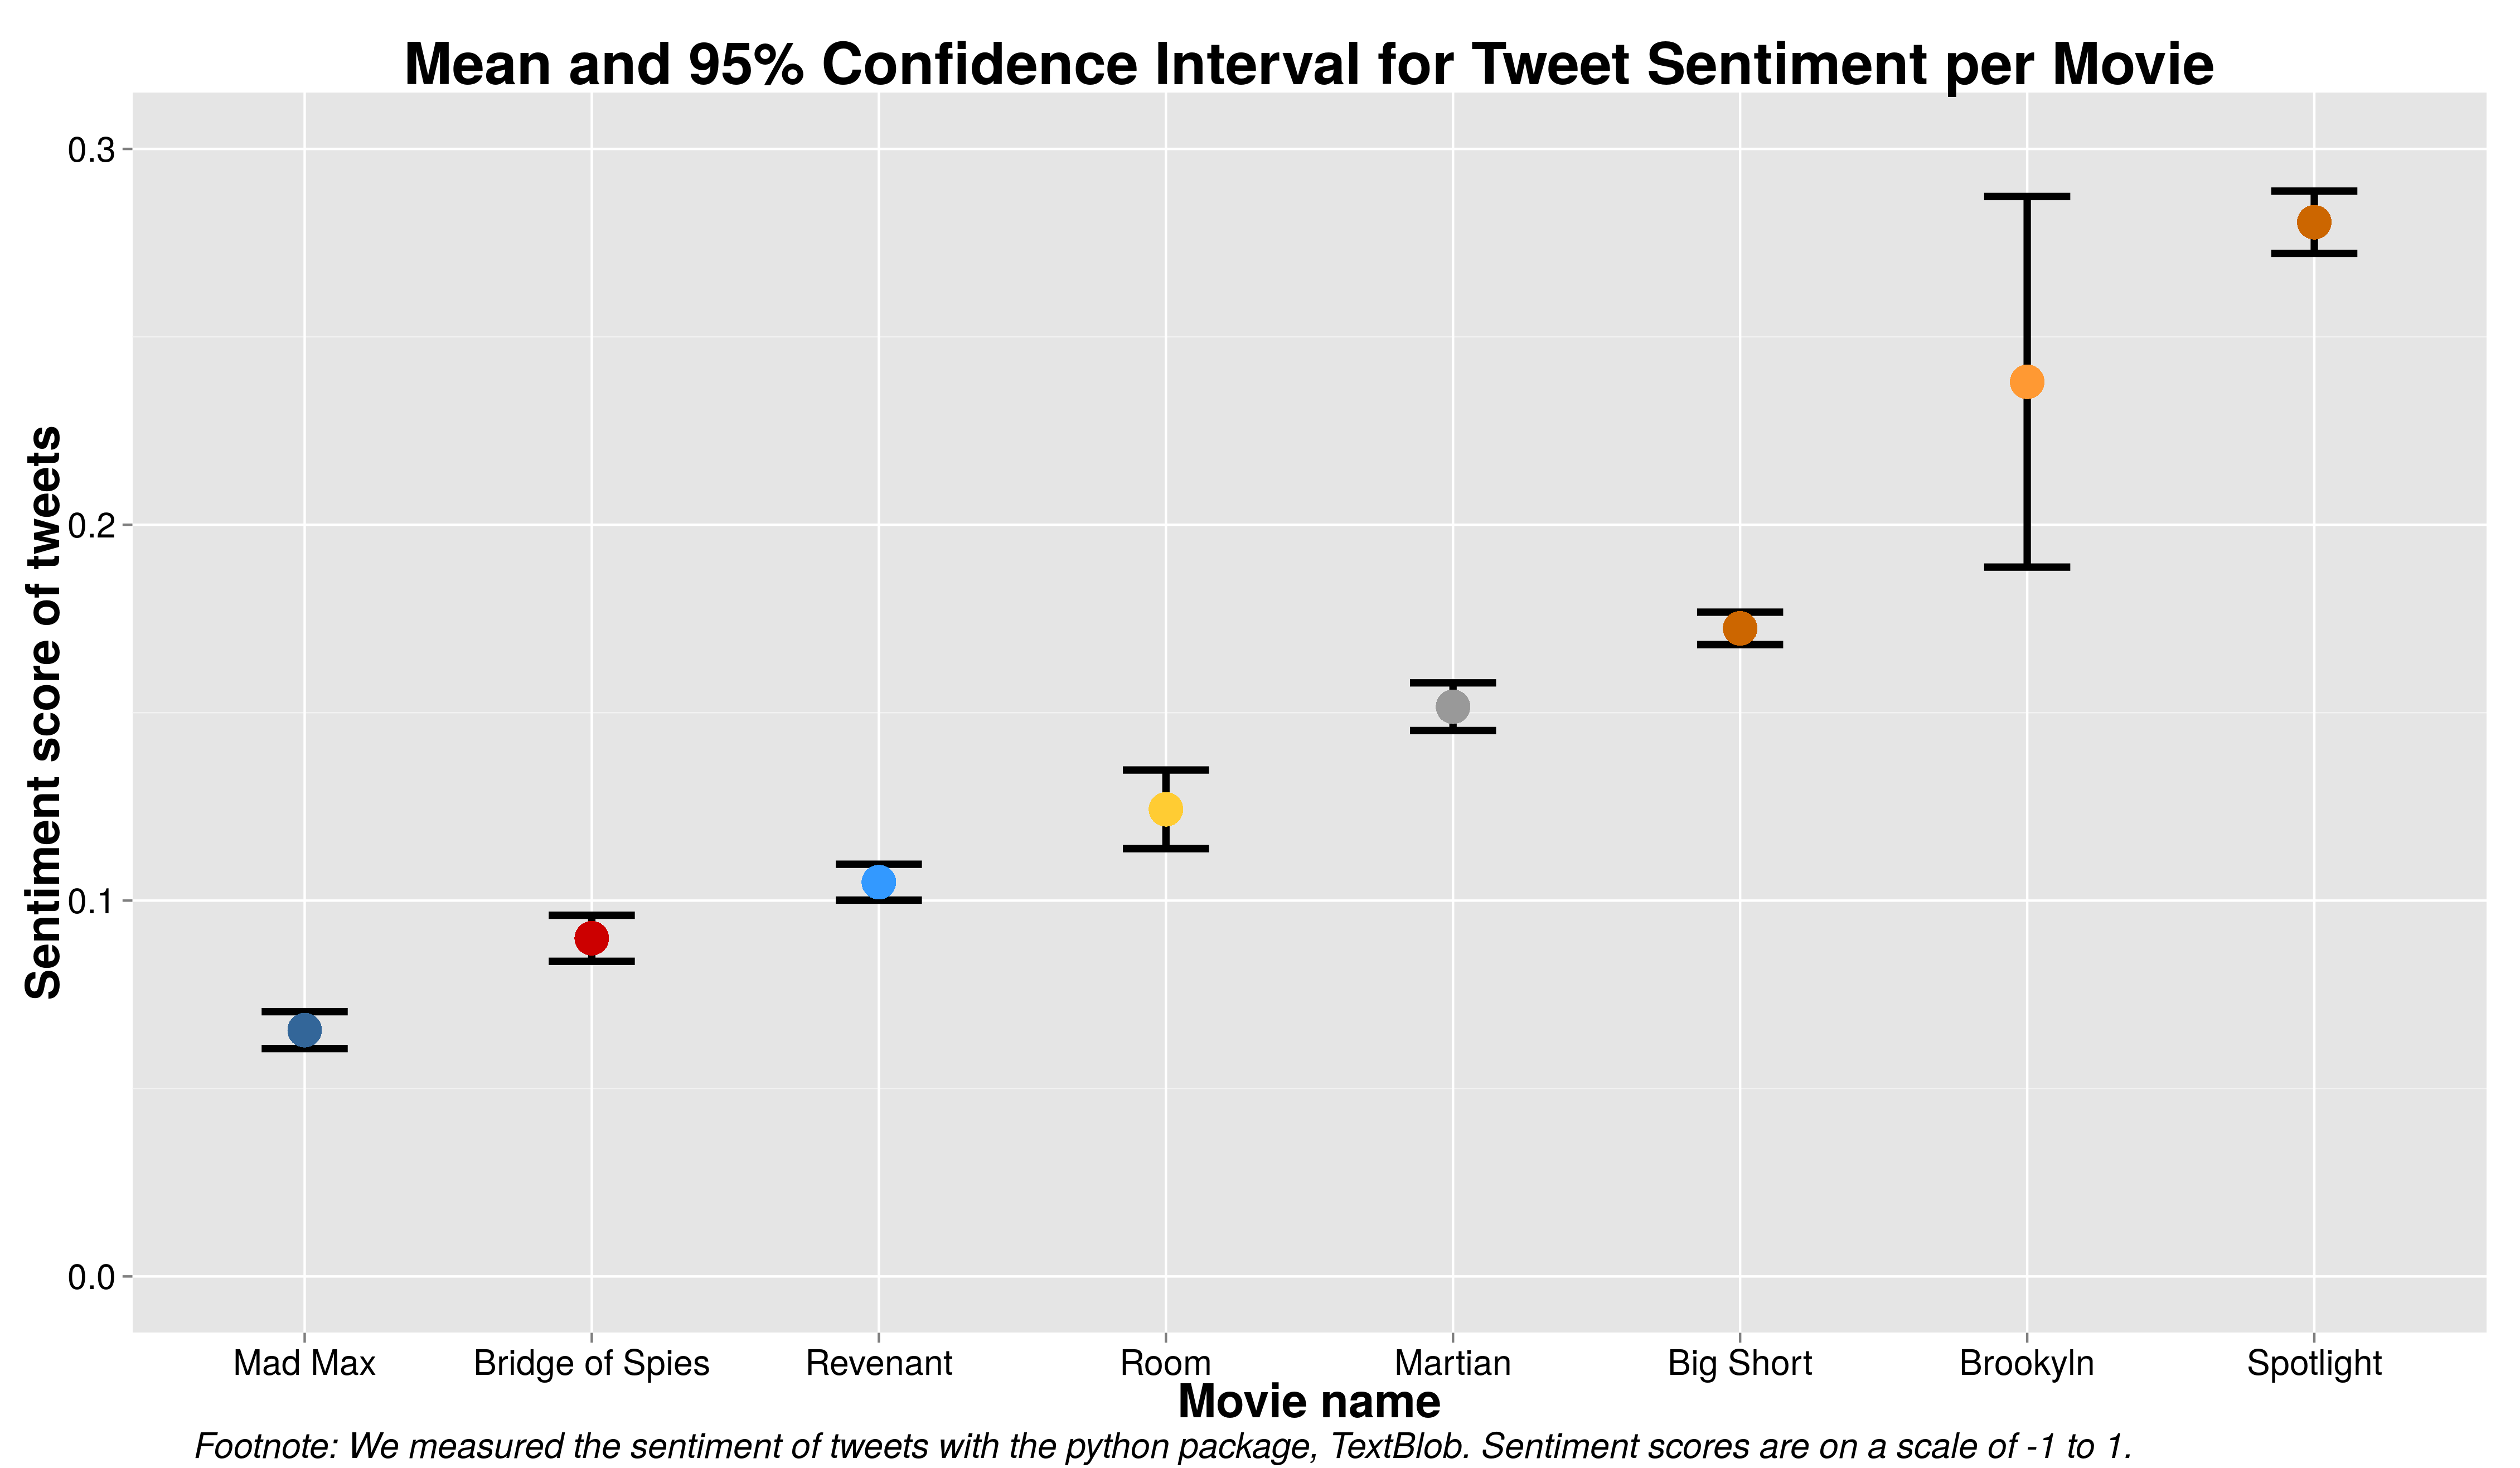 Mean and 95% Confidence Interval for Tweet Sentiment per Movie
Sentiment score of tweets
0.3
0.2
0.1
0.0
Mad Max Bridge of Spies Revenant Room Martian Big Short Brookyln Spotlight
Movie name
Footnote: We measured the sentiment of tweets with the python package, TextBlob. Sentiment scores are on a scale of -1 to 1.